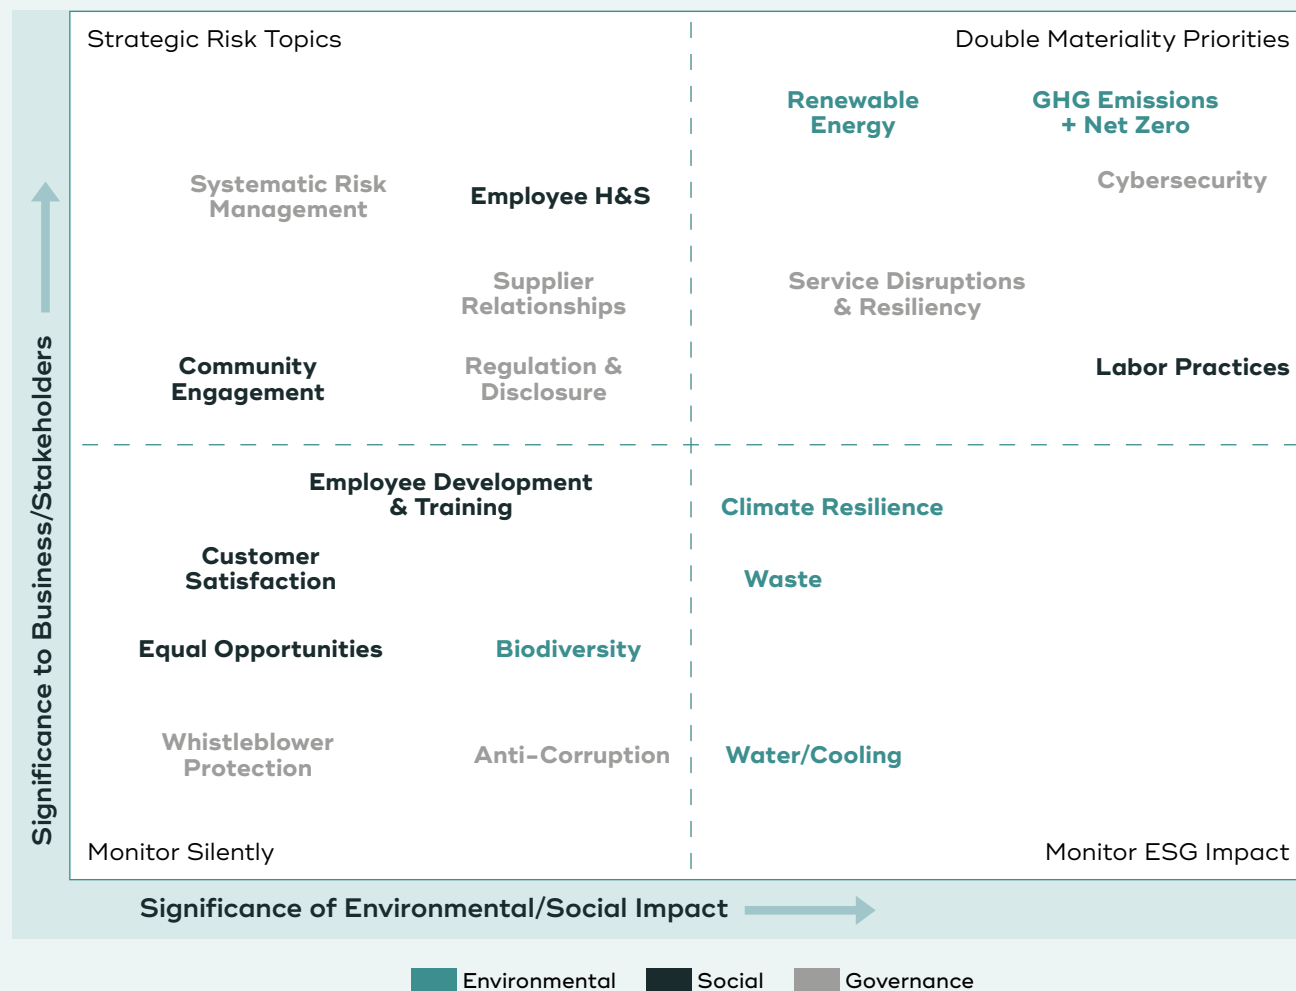 Strategic Risk Topics
Double Materiality Priorities
Renewable
Energy
GHG Emissions
+ Net Zero
Systematic Risk
Management
Employee H&S
Cybersecurity
Supplier
Relationships
Service Disruptions
& Resiliency
Community
Engagement
Regulation &
Disclosure
Labor Practices
Employee Development
& Training
Climate Resilience
Customer
Satisfaction
Waste
Equal Opportunities
Biodiversity
Whistleblower
Protection
Anti-Corruption
Water/Cooling
Monitor Silently
Monitor ESG Impact
Significance to Business/Stakeholders
Significance of Environmental/Social Impact
Environmental
Social
Governance